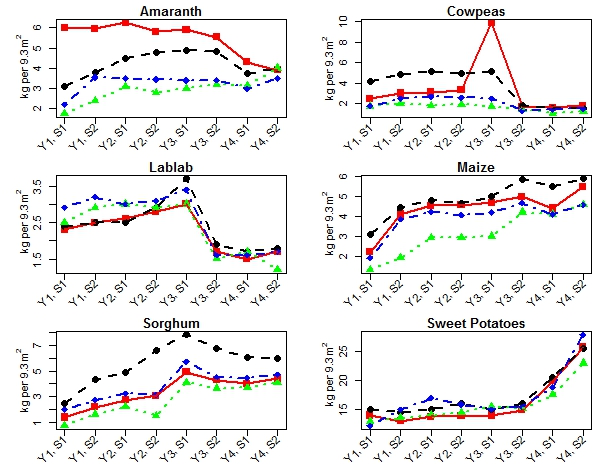 Amaranth
kg per 9.3 m²
6
5
4
3
2
Y1. S1 Y1. S2 Y2. S1 Y2. S2 Y3. S1 Y3. S2 Y4. S1 Y4. S2
Cowpeas
kg per 9.3 m²
10
8
6
4
2
Y1. S1 Y1. S2 Y2. S1 Y2. S2 Y3. S1 Y3. S2 Y4. S1 Y4. S2
Lablab
kg per 9.3 m²
3.5
2.5
1.5
Y1. S1 Y1. S2 Y2. S1 Y2. S2 Y3. S1 Y3. S2 Y4. S1 Y4. S2
Maize
kg per 9.3 m²
6
5
4
3
2
Y1. S1 Y1. S2 Y2. S1 Y2. S2 Y3. S1 Y3. S2 Y4. S1 Y4. S2
Sorghum
kg per 9.3 m²
7
5
3
1
Y1. S1 Y1. S2 Y2. S1 Y2. S2 Y3. S1 Y3. S2 Y4. S1 Y4. S2
Sweet Potatoes
kg per 9.3 m²
25
20
15
Y1. S1 Y1. S2 Y2. S1 Y2. S2 Y3. S1 Y3. S2 Y4. S1 Y4. S2